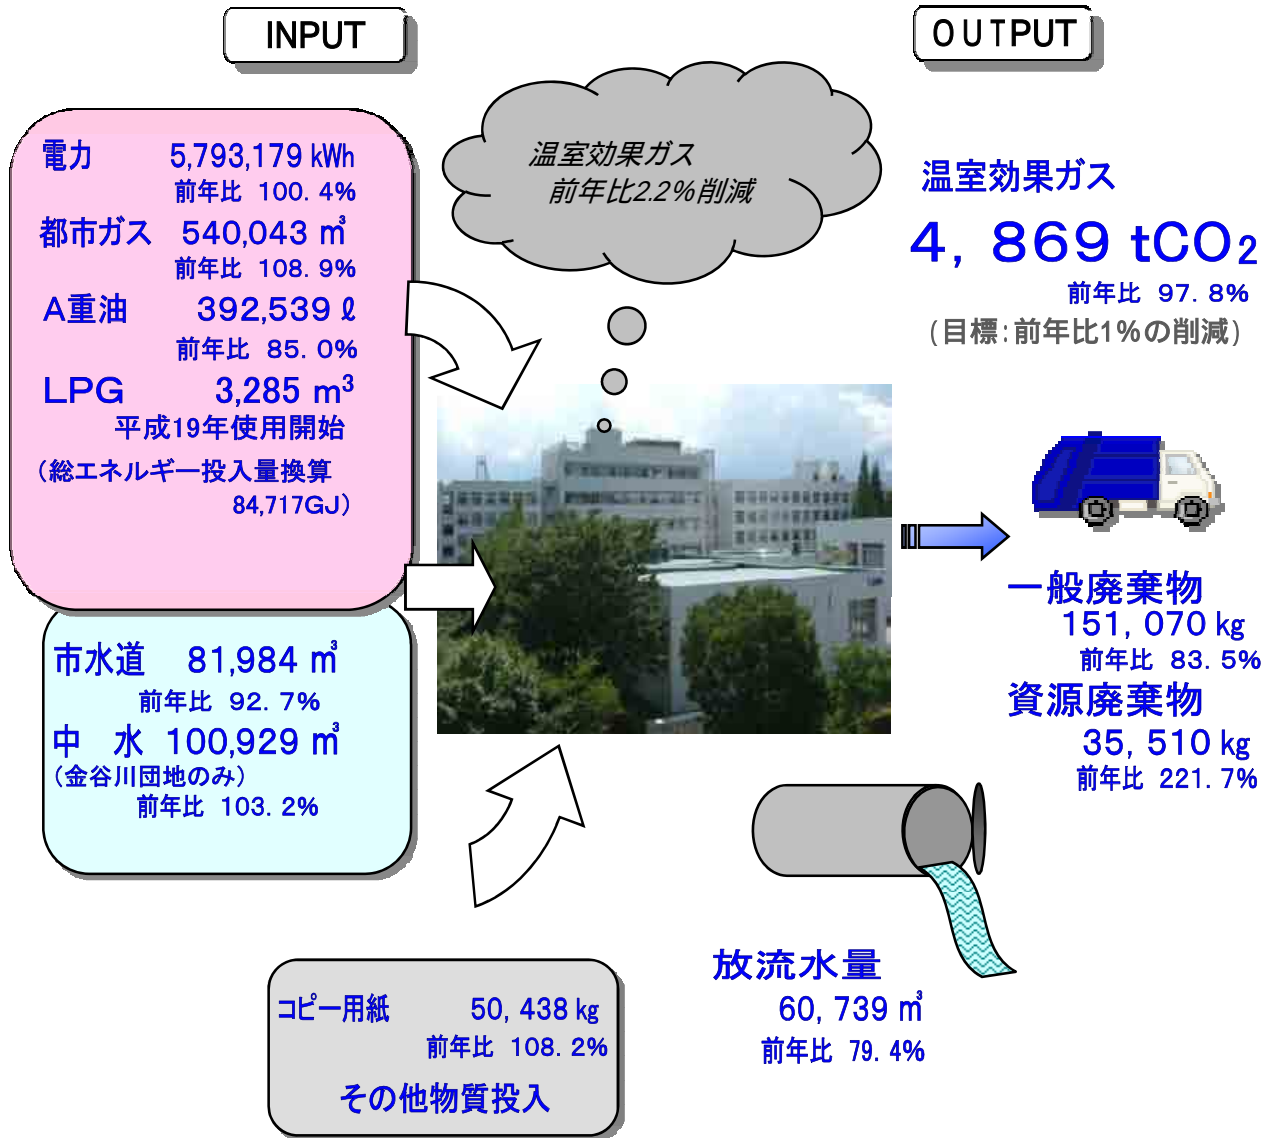 INPUT
電力 5,793,179 kWh
前年比 100.4%
都市ガス 540,043 ㎥
前年比 108.9%
A重油 392,539 ℓ
前年比 85.0%
LPG 3,285 m³
平成19年使用開始
(総エネルギー投入量換算
84,717GJ)
市水道 81,984 ㎥
前年比 92.7%
中 水 100,929 ㎥
(金谷川団地のみ)
前年比 103.2%
コピー用紙 50,438 kg
前年比 108.2%
その他物質投入
温室効果ガス
前年比2.2%削減
OUTPUT
温室効果ガス
4,869 tCO₂
前年比 97.8%
(目標:前年比1%の削減)
一般廃棄物
151,070 kg
前年比 83.5%
資源廃棄物
35,510 kg
前年比 221.7%
放流水量
60,739 ㎥
前年比 79.4%